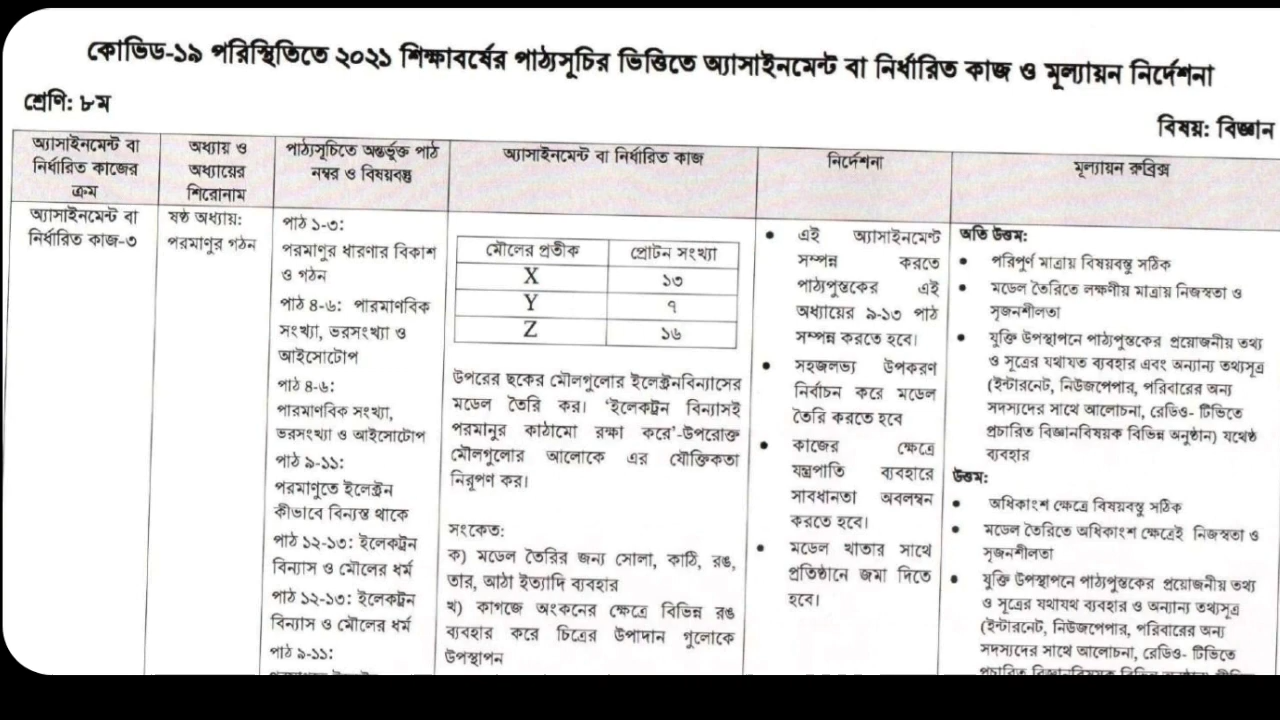 কোভিড-১৯ পরিস্থিতিতে ২০২১ শিক্ষাবর্ষের পাঠ্যসূচির ভিত্তিতে অ্যাসাইনমেন্ট বা নির্ধারিত কাজ ও মূল্যায়ন নির্দেশনা
শ্রেণি: ৮ম
বিষয়: বিজ্ঞান
অ্যাসাইনমেন্ট বা
নির্ধারিত কাজের
ক্রম
অধ্যায় ও
অধ্যায়ের
শিরোনাম
পাঠ্যসূচিতে অন্তর্ভুক্ত পাঠ
নম্বর ও বিষয়বস্তু
অ্যাসাইনমেন্ট বা নির্ধারিত কাজ
নির্দেশনা
মূল্যায়ন রুব্রিক্স
অ্যাসাইনমেন্ট বা
নির্ধারিত কাজ-৩
ষষ্ঠ অধ্যায়:
পরমাণুর গঠন
পাঠ ১-৩:
পরমাণুর ধারণার বিকাশ
ও গঠন
পাঠ ৪-৬: পারমাণবিক
সংখ্যা, ভরসংখ্যা ও
আইসোটোপ
পাঠ ৪-৬:
পারমাণবিক সংখ্যা,
ভরসংখ্যা ও আইসোটোপ
পাঠ ৯-১১:
পরমাণুতে ইলেক্ট্রন
কীভাবে বিন্যস্ত থাকে
পাঠ ১২-১৩: ইলেকট্রন
বিন্যাস ও মৌলের ধর্ম
পাঠ ১২-১৩: ইলেকট্রন
বিন্যাস ও মৌলের ধর্ম
পাঠ ৯-১১:
মৌলের প্রতীক প্রোটন সংখ্যা
X ১৩
Y ৭
Z ১৬
উপরের ছকের মৌলগুলোর ইলেক্ট্রনবিন্যাসের
মডেল তৈরি কর। ‘ইলেকট্রন বিন্যাসই
পরমানুর কাঠামো রক্ষা করে’-উপরোক্ত
মৌলগুলোর আলোকে এর যৌক্তিকতা
নিরূপণ কর।
সংকেত:
ক) মডেল তৈরির জন্য সোলা, কাঠি, রঙ,
তার, আঠা ইত্যাদি ব্যবহার
খ) কাগজে অংকনের ক্ষেত্রে বিভিন্ন রঙ
ব্যবহার করে চিত্রের উপাদান গুলোকে
উপস্থাপন
• এই অ্যাসাইনমেন্ট
সম্পন্ন করতে
পাঠ্যপুস্তকের এই
অধ্যায়ের ৯-১৩ পাঠ
সম্পন্ন করতে হবে।
• সহজলভ্য উপকরণ
নির্বাচন করে মডেল
তৈরি করতে হবে
• কাজের ক্ষেত্রে
যন্ত্রপাতি ব্যবহারে
সাবধানতা অবলম্বন
করতে হবে।
• মডেল খাতার সাথে
প্রতিষ্ঠানে জমা দিতে
হবে।
অতি উত্তম:
• পরিপূর্ণ মাত্রায় বিষয়বস্তু সঠিক
• মডেল তৈরিতে লক্ষনীয় মাত্রায় নিজস্বতা ও
সৃজনশীলতা
• যুক্তি উপস্থাপনে পাঠ্যপুস্তকের প্রয়োজনীয় তথ্য
ও সূত্রের যথাযত ব্যবহার এবং অন্যান্য তথ্যসূত্র
(ইন্টারনেট, নিউজপেপার, পরিবারের অন্য
সদস্যদের সাথে আলোচনা, রেডিও- টিভিতে
প্রচারিত বিজ্ঞানবিষয়ক বিভিন্ন অনুষ্ঠান) যথেষ্ঠ
ব্যবহার
উত্তম:
• অধিকাংশ ক্ষেত্রে বিষয়বস্তু সঠিক
• মডেল তৈরিতে অধিকাংশ ক্ষেত্রেই নিজস্বতা ও
সৃজনশীলতা
• যুক্তি উপস্থাপনে পাঠ্যপুস্তকের প্রয়োজনীয় তথ্য
ও সূত্রের যথাযথ ব্যবহার ও অন্যান্য তথ্যসূত্র
(ইন্টারনেট, নিউজপেপার, পরিবারের অন্য
সদস্যদের সাথে আলোচনা, রেডিও- টিভিতে